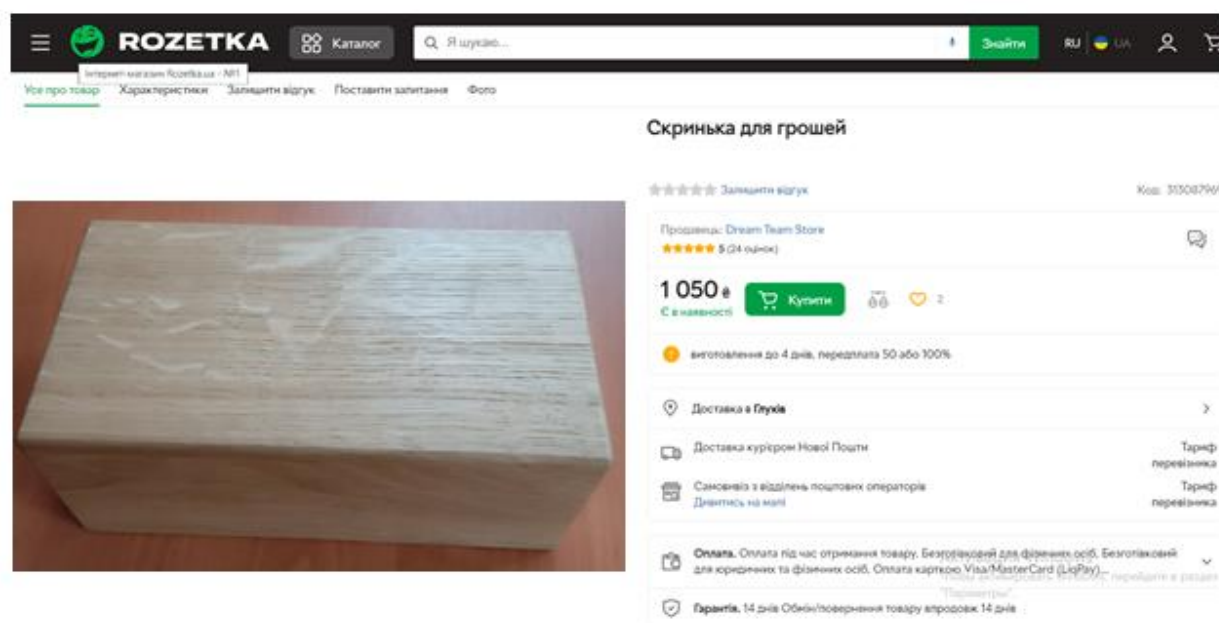 ROZETKA
Каталог
Я шукаю...
Знайти
RU
UA
Інтернет-магазин Rozetka.ua - №1
Усе про товар
Характеристики
Залишити відгук
Поставити запитання
Фото
Скринька для грошей
Залишити відгук
Код:
Продавець: Dream Team Store
5 (24 оцінок)
1 050 ₴
Купити
2
Є в наявності
виготовлення до 4 днів, передплата 50 або 100%
Доставка в Глухів
Доставка кур'єром Нової Пошти
Тариф
перевізника
Самовивіз з відділень поштових операторів
Тариф
Дивитись на мапі
перевізника
Оплата. Оплата під час отримання товару, Безготівковий для фізичних осіб, Безготівковий
для юридичних та фізичних осіб, Оплата карткою Visa/MasterCard (LiqPay)...
перейдите в раздел
"Параметры".
Гарантія. 14 днів Обмін/повернення товару впродовж 14 днів